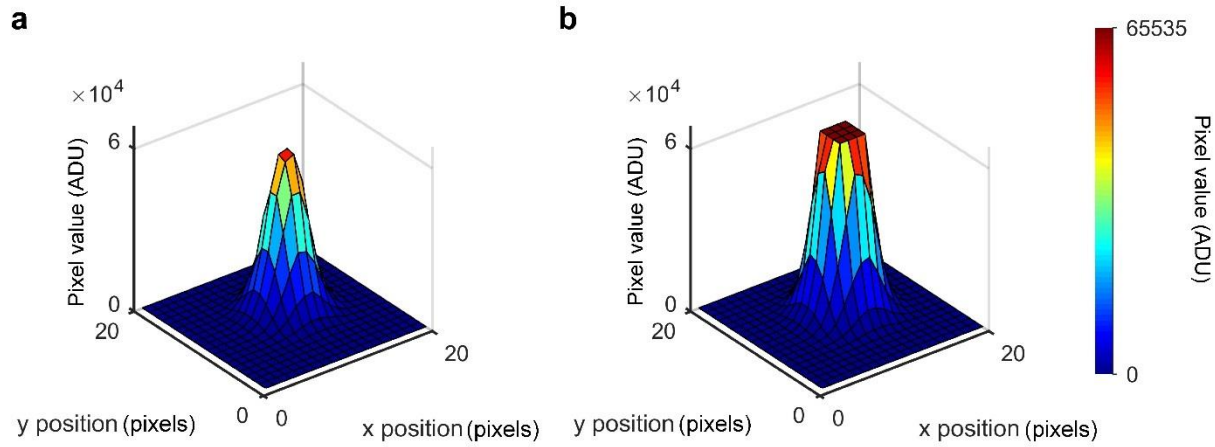 a
×10⁴
6
0
20
0
0
20
Pixel value (ADU)
y position (pixels)
x position (pixels)
b
×10⁴
6
0
20
0
0
20
Pixel value (ADU)
y position (pixels)
x position (pixels)
65535
0
Pixel value (ADU)